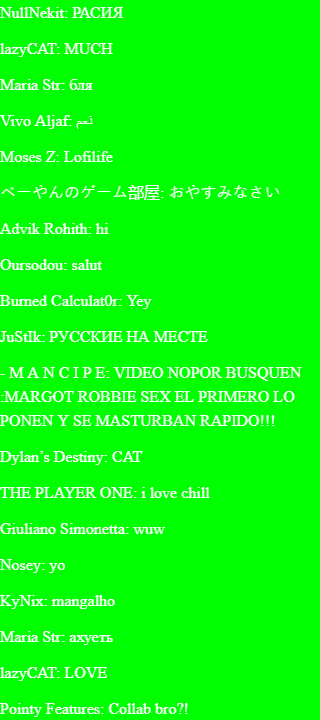 NullNekit: РАСИЯ
lazyCAT: MUCH
Maria Str: бля
Vivo Aljaf: نعم
Moses Z: Lofilife
べーやんのゲーム部屋: おやすみなさい
Advik Rohith: hi
Oursodou: salut
Burned Calculat0r: Yey
JuStIk: РУССКИЕ НА МЕСТЕ
- M A N C I P E: VIDEO NOPOR BUSQUEN
:MARGOT ROBBIE SEX EL PRIMERO LO
PONEN Y SE MASTURBAN RAPIDO!!!
Dylan's Destiny: CAT
THE PLAYER ONE: i love chill
Giuliano Simonetta: wuw
Nosey: yo
KyNix: mangalho
Maria Str: ахуеть
lazyCAT: LOVE
Pointy Features: Collab bro?!